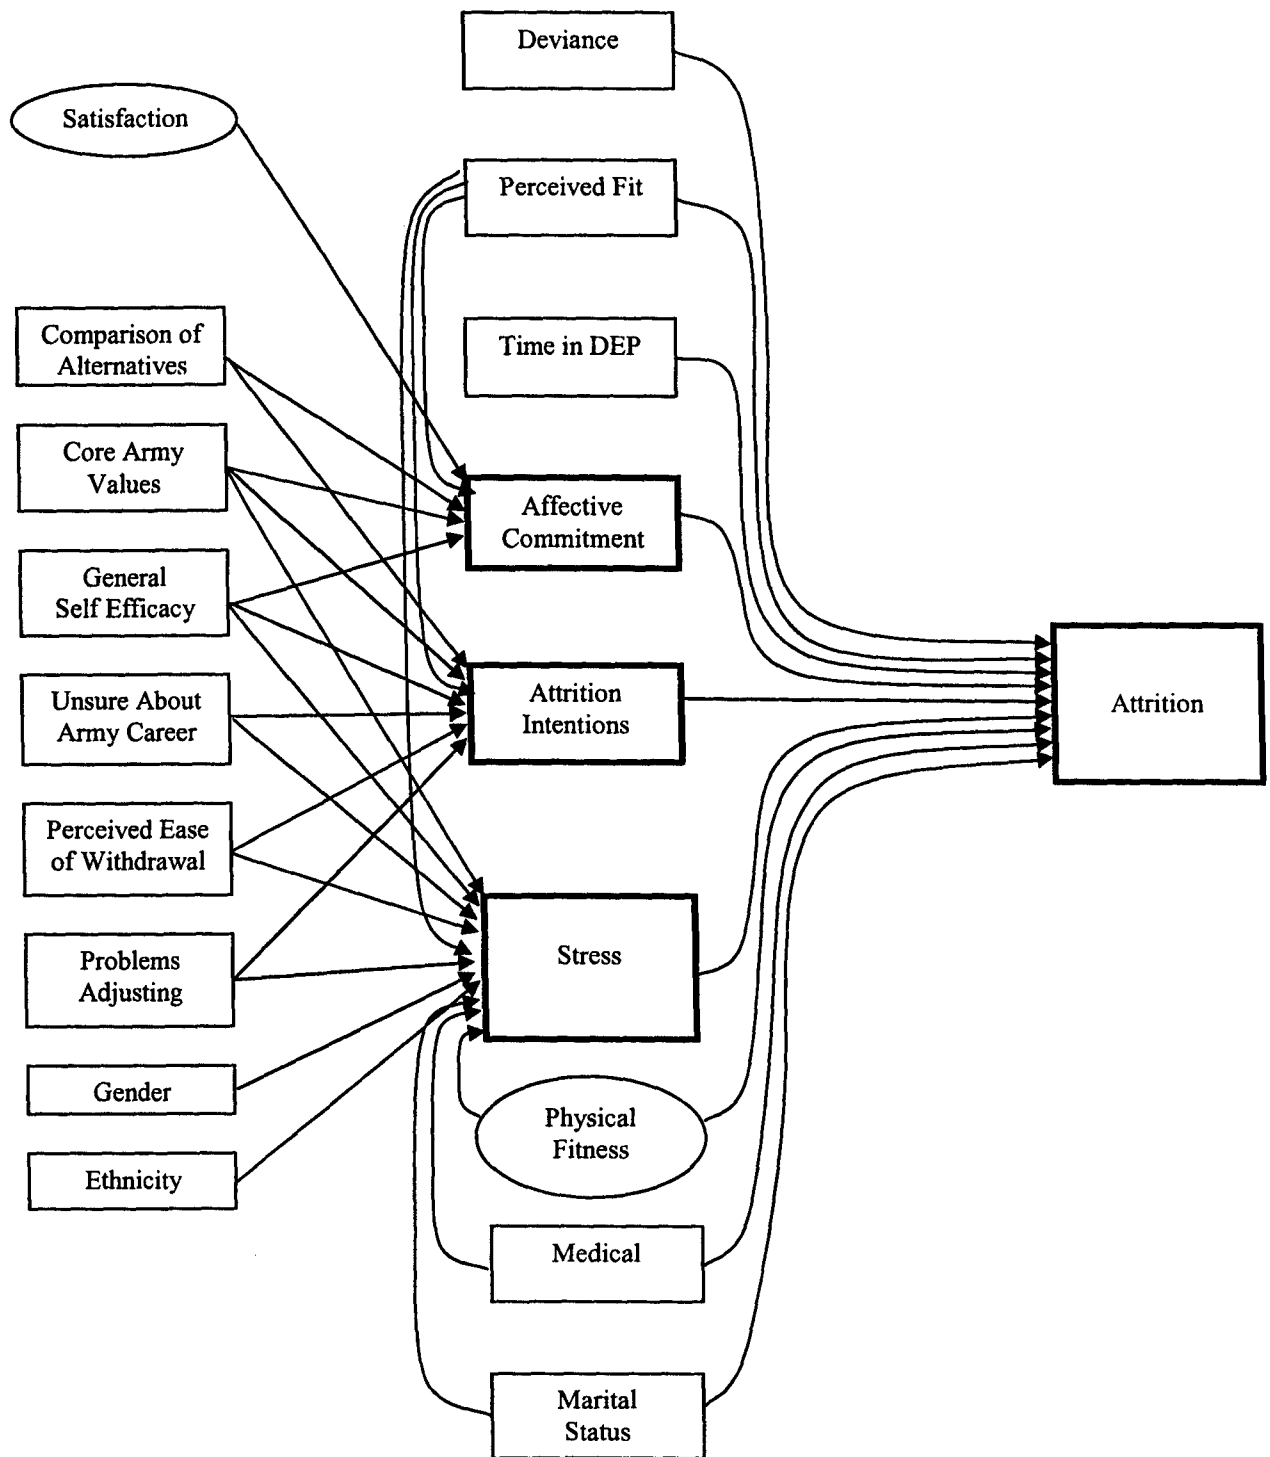 Deviance
Satisfaction
Perceived Fit
Comparison of
Alternatives
Time in DEP
Core Army
Values
Affective
Commitment
General
Self Efficacy
Unsure About
Army Career
Attrition
Intentions
Attrition
Perceived Ease
of Withdrawal
Problems
Adjusting
Stress
Gender
Physical
Fitness
Ethnicity
Medical
Marital
Status